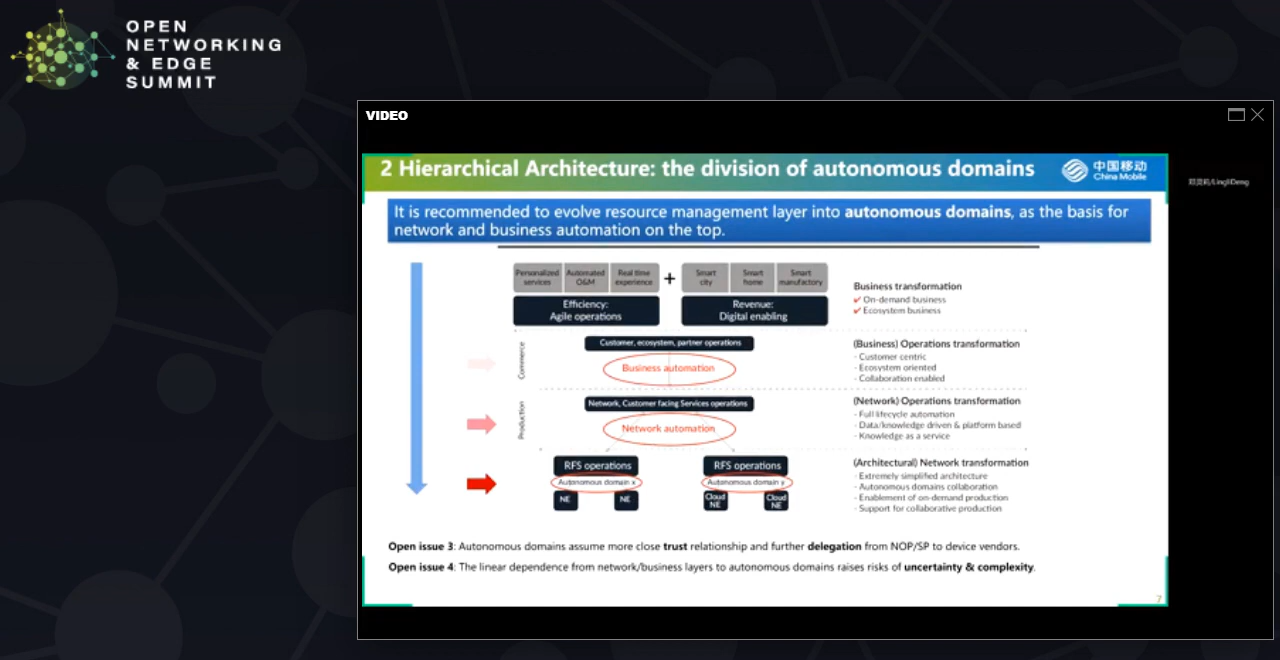 OPEN
NETWORKING
& EDGE
SUMMIT
VIDEO
2 Hierarchical Architecture: the division of autonomous domains
中国移动
China Mobile
It is recommended to evolve resource management layer into autonomous domains, as the basis for
network and business automation on the top.
Personalized
services
Automated
O&M
Real time
experience
+
Smart
city
Smart
home
Smart
manufactory
Efficiency:
Agile operations
Revenue:
Digital enabling
Business transformation
✓ On-demand business
✓ Ecosystem business
Commerce
Customer, ecosystem, partner operations
Business automation
(Business) Operations transformation
- Customer centric
- Ecosystem oriented
- Collaboration enabled
Production
Network, Customer facing Services operations
Network automation
(Network) Operations transformation
- Full lifecycle automation
- Data/knowledge driven & platform based
- Knowledge as a service
RFS operations
Autonomous domain x
NE
NE
RFS operations
Autonomous domain y
Cloud
NE
Cloud
NE
(Architectural) Network transformation
- Extremely simplified architecture
- Autonomous domains collaboration
- Enablement of on-demand production
- Support for collaborative production
Open issue 3: Autonomous domains assume more close trust relationship and further delegation from NOP/SP to device vendors.
Open issue 4: The linear dependence from network/business layers to autonomous domains raises risks of uncertainty & complexity.
7